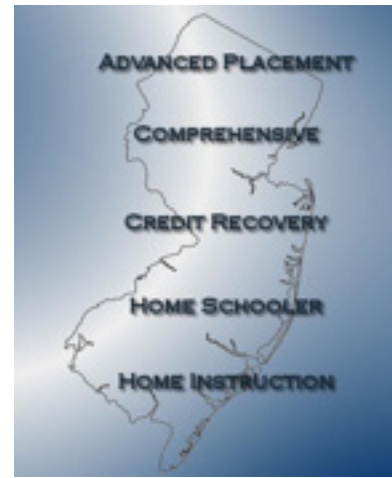 ADVANCED PLACEMENT
COMPREHENSIVE
CREDIT RECOVERY
HOME SCHOOLER
HOME INSTRUCTION